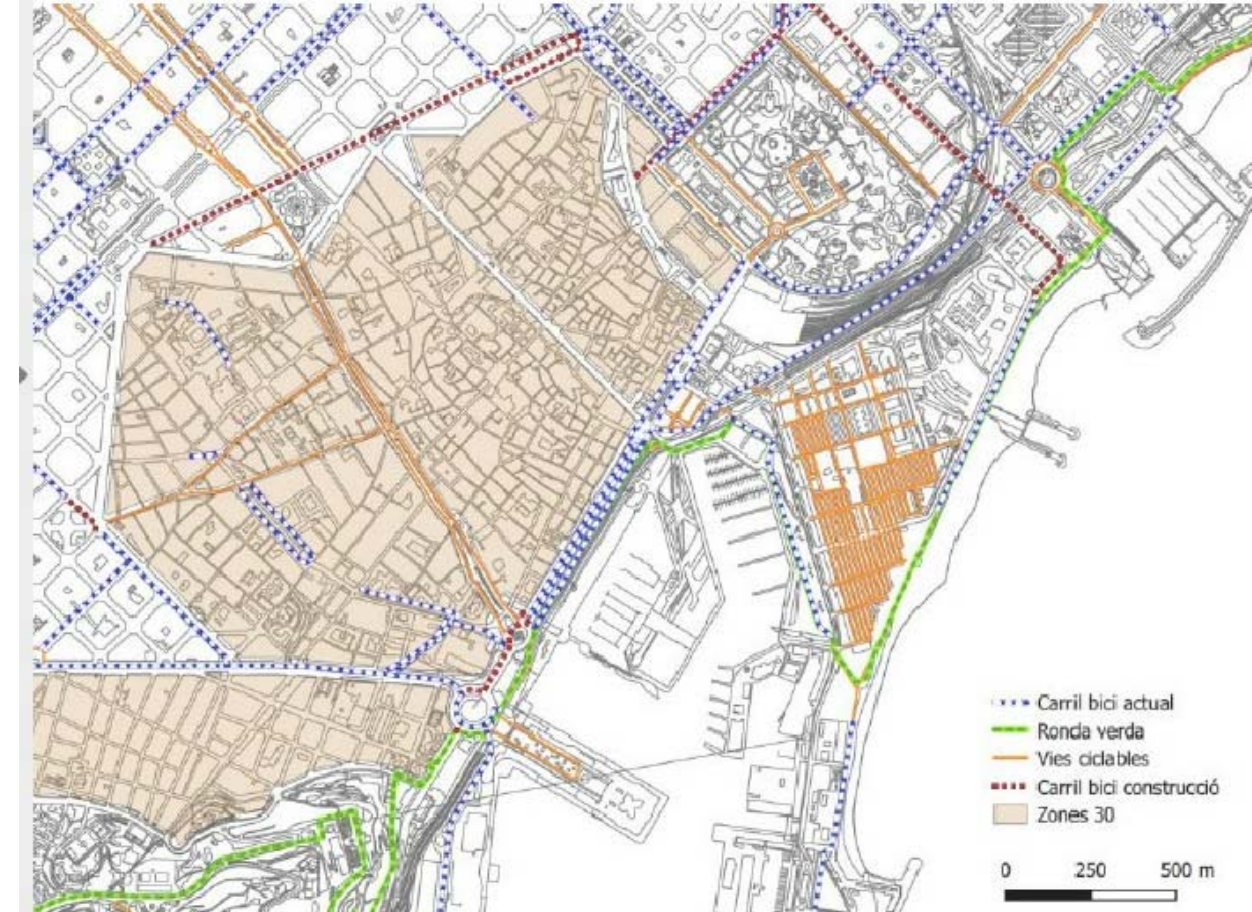 Carril bici actual
Ronda verda
Vies ciclables
Carril bici construcció
Zones 30
0 250 500 m